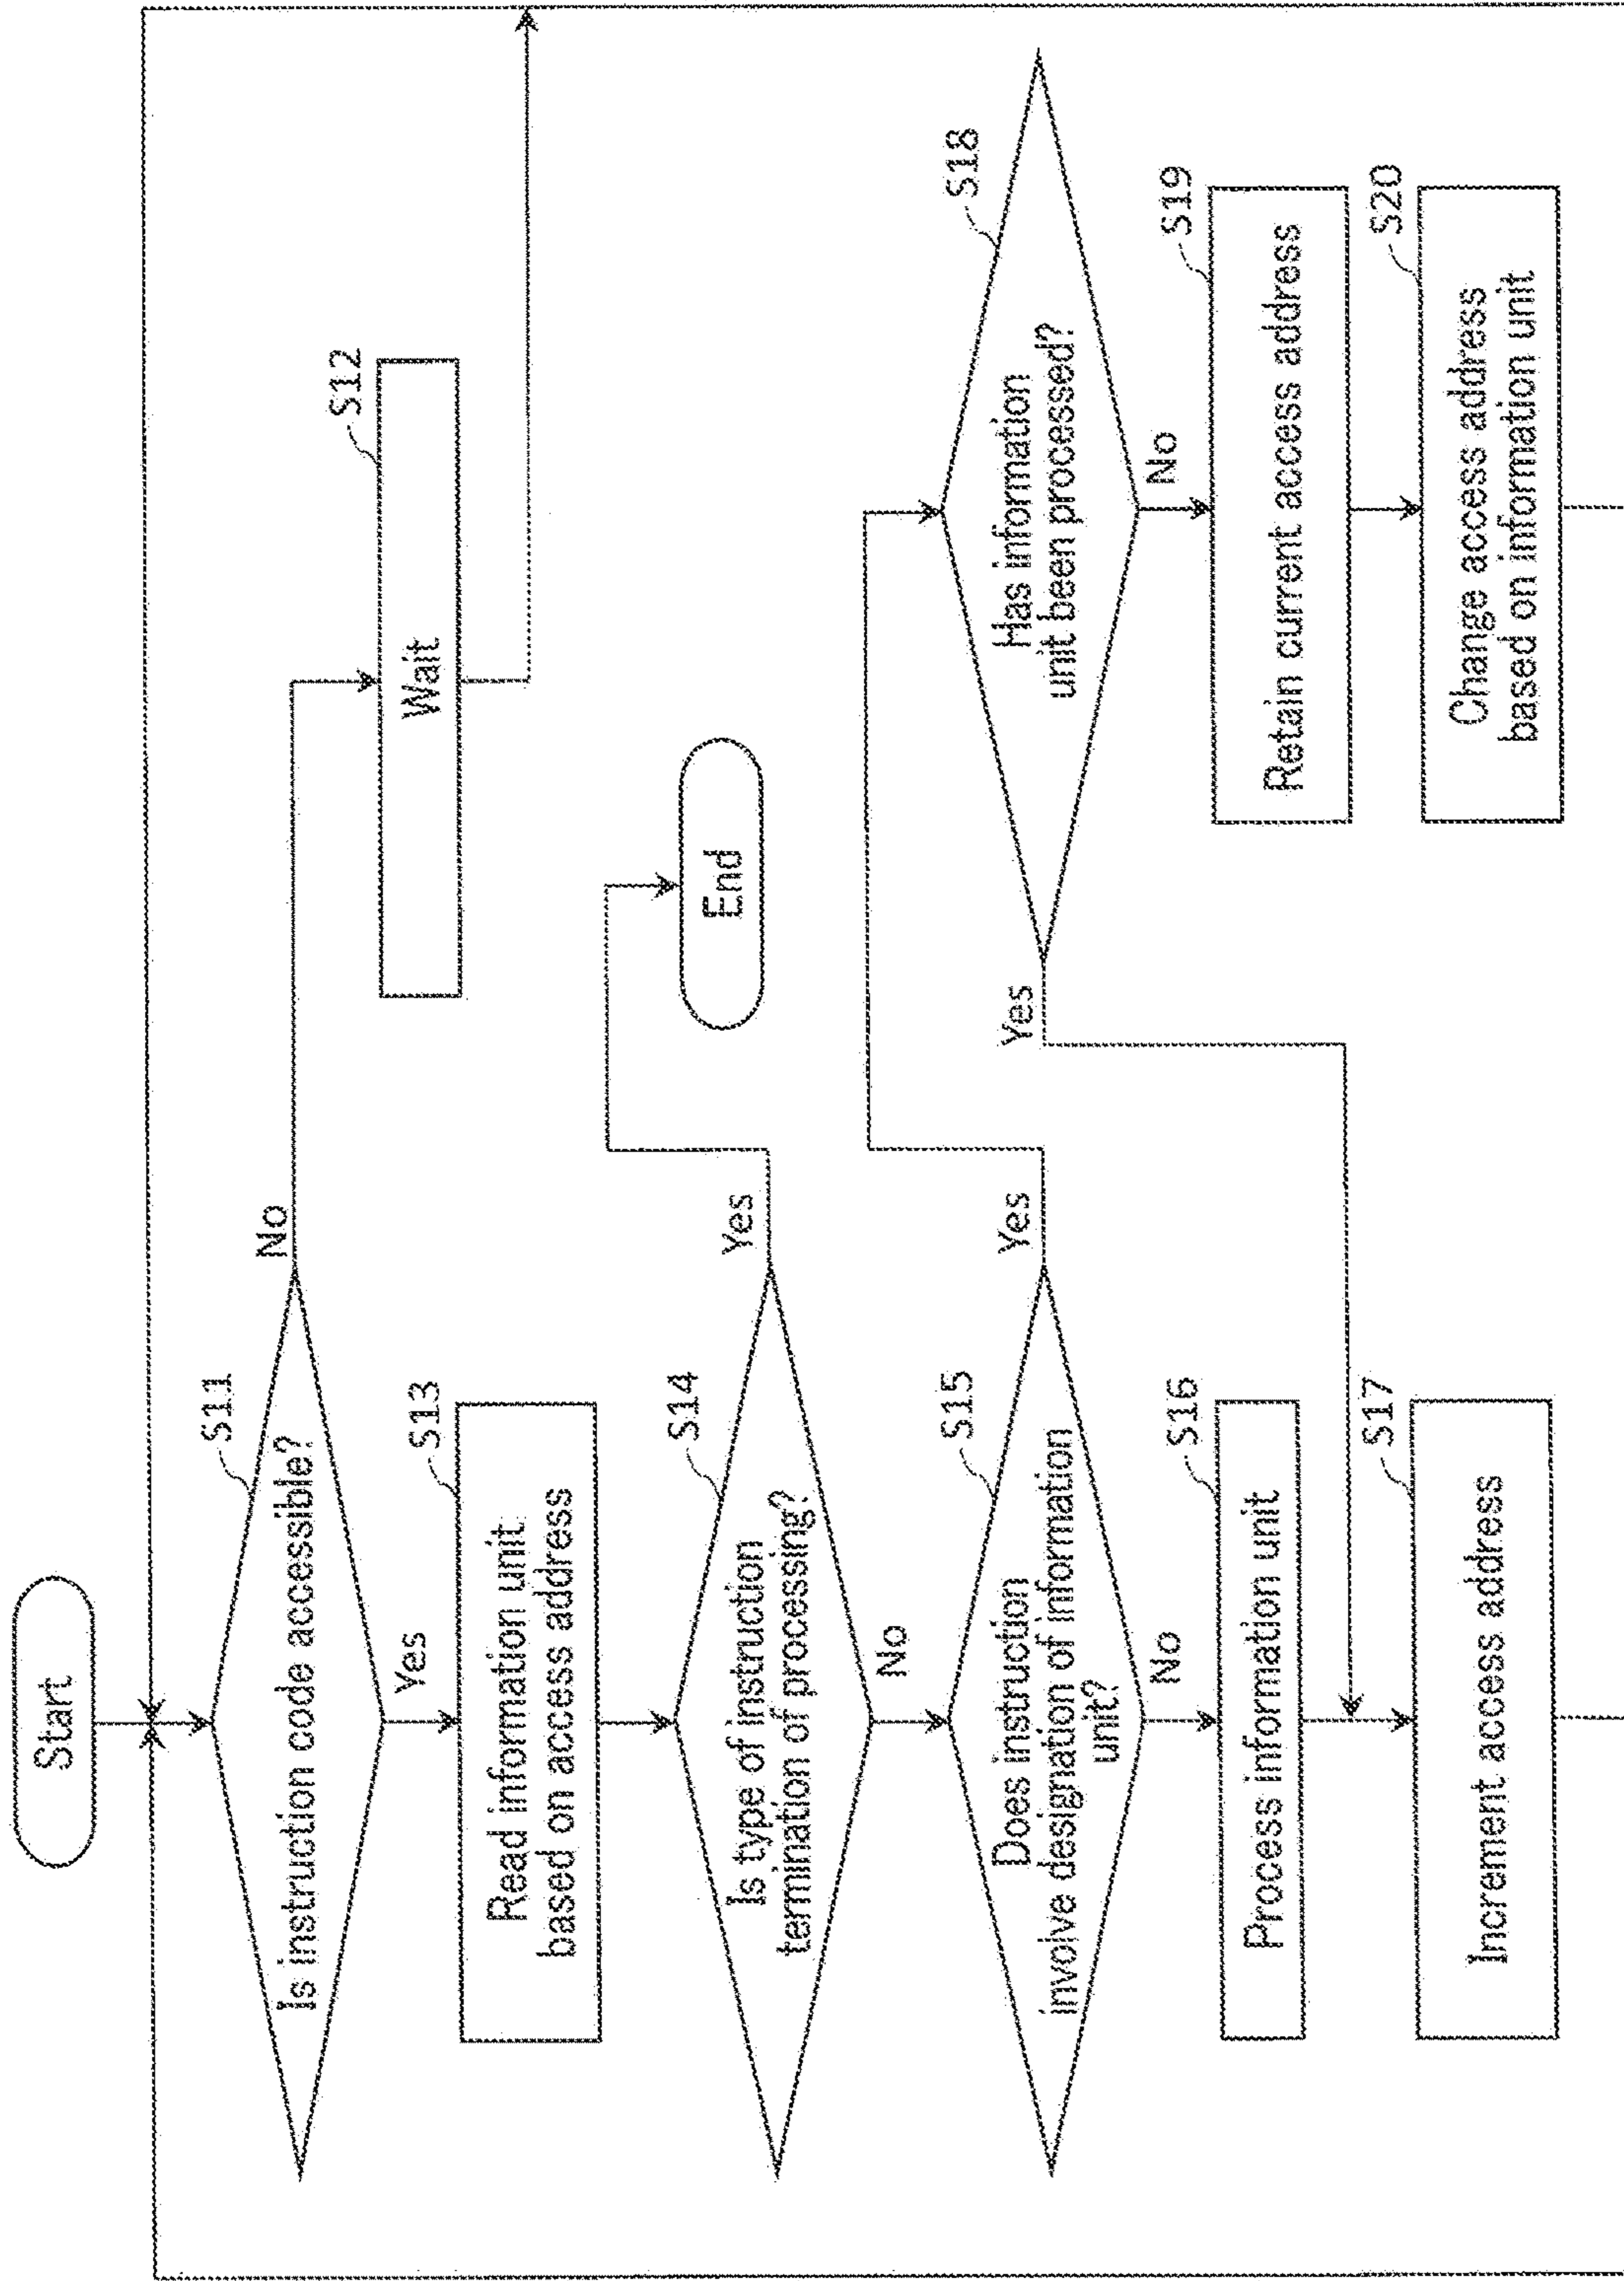 Start
S11
Is instruction code accessible?
No
Yes
S12
Wait
S13
Read information unit
based on access address
S14
Is type of instruction
termination of processing?
Yes
No
End
S15
Does instruction
involve designation of information
unit?
Yes
No
S18
Has information
unit been processed?
Yes
No
S16
Process information unit
S19
Retain current access address
S17
Increment access address
S20
Change access address
based on information unit